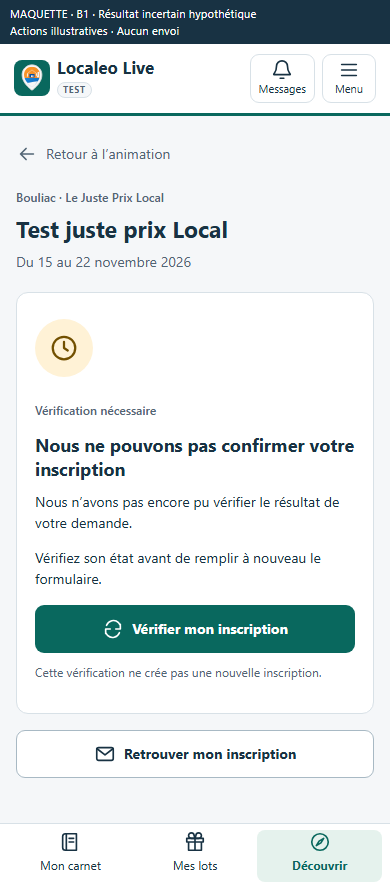 MAQUETTE · B1 · Résultat incertain hypothétique
Actions illustratives · Aucun envoi
Localeo Live
TEST
Messages
Menu
Retour à l’animation
Bouliac · Le Juste Prix Local
Test juste prix Local
Du 15 au 22 novembre 2026
Vérification nécessaire
Nous ne pouvons pas confirmer votre
inscription
Nous n’avons pas encore pu vérifier le résultat de
votre demande.
Vérifiez son état avant de remplir à nouveau le
formulaire.
Vérifier mon inscription
Cette vérification ne crée pas une nouvelle inscription.
Retrouver mon inscription
Mon carnet
Mes lots
Découvrir